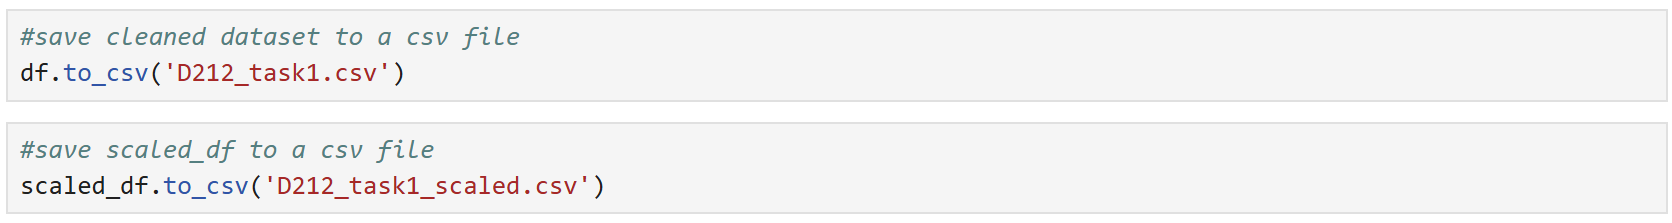 #save cleaned dataset to a csv file
df.to_csv('D212_task1.csv')
#save scaled_df to a csv file
scaled_df.to_csv('D212_task1_scaled.csv')